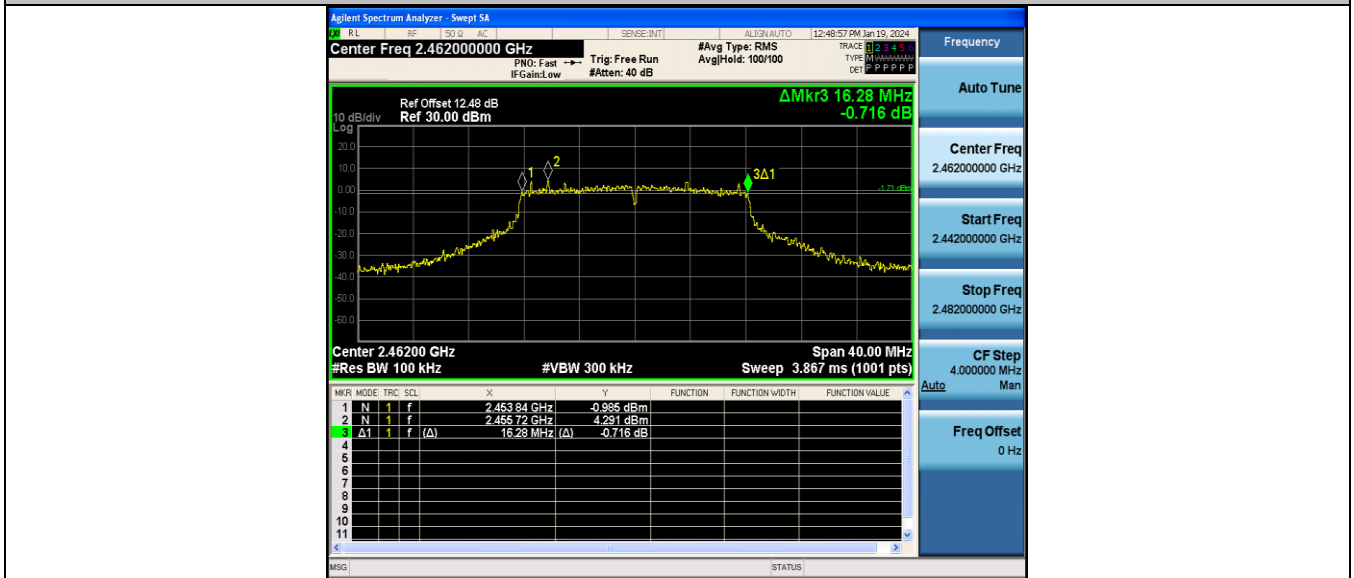 Agilent Spectrum Analyzer - Swept SA
RL RF 50 Ω AC SENSE:INT ALIGN AUTO 12:48:57 PM Jan 19, 2024
Center Freq 2.462000000 GHz
PNO: Fast
IFGain:Low
Trig: Free Run
#Atten: 40 dB
#Avg Type: RMS
Avg|Hold: 100/100
TRACE 1 2 3 4 5 6
TYPE M
DET P P P P P P
Frequency
ΔMkr3 16.28 MHz
-0.716 dB
Ref Offset 12.48 dB
10 dB/div Ref 30.00 dBm
Log
20.0
10.0
0.00
-10.0
-20.0
-30.0
-40.0
-50.0
-60.0
1
2
3Δ1
-1.71 dBm
Center 2.46200 GHz Span 40.00 MHz
#Res BW 100 kHz #VBW 300 kHz Sweep 3.867 ms (1001 pts)
MKR MODE TRC SCL X Y FUNCTION FUNCTION WIDTH FUNCTION VALUE
1 N 1 f 2.453 84 GHz -0.985 dBm
2 N 1 f 2.455 72 GHz 4.291 dBm
3 Δ1 1 f (Δ) 16.28 MHz (Δ) -0.716 dB
4
5
6
7
8
9
10
11
MSG STATUS
Auto Tune
Center Freq
2.462000000 GHz
Start Freq
2.442000000 GHz
Stop Freq
2.482000000 GHz
CF Step
4.000000 MHz
Auto Man
Freq Offset
0 Hz